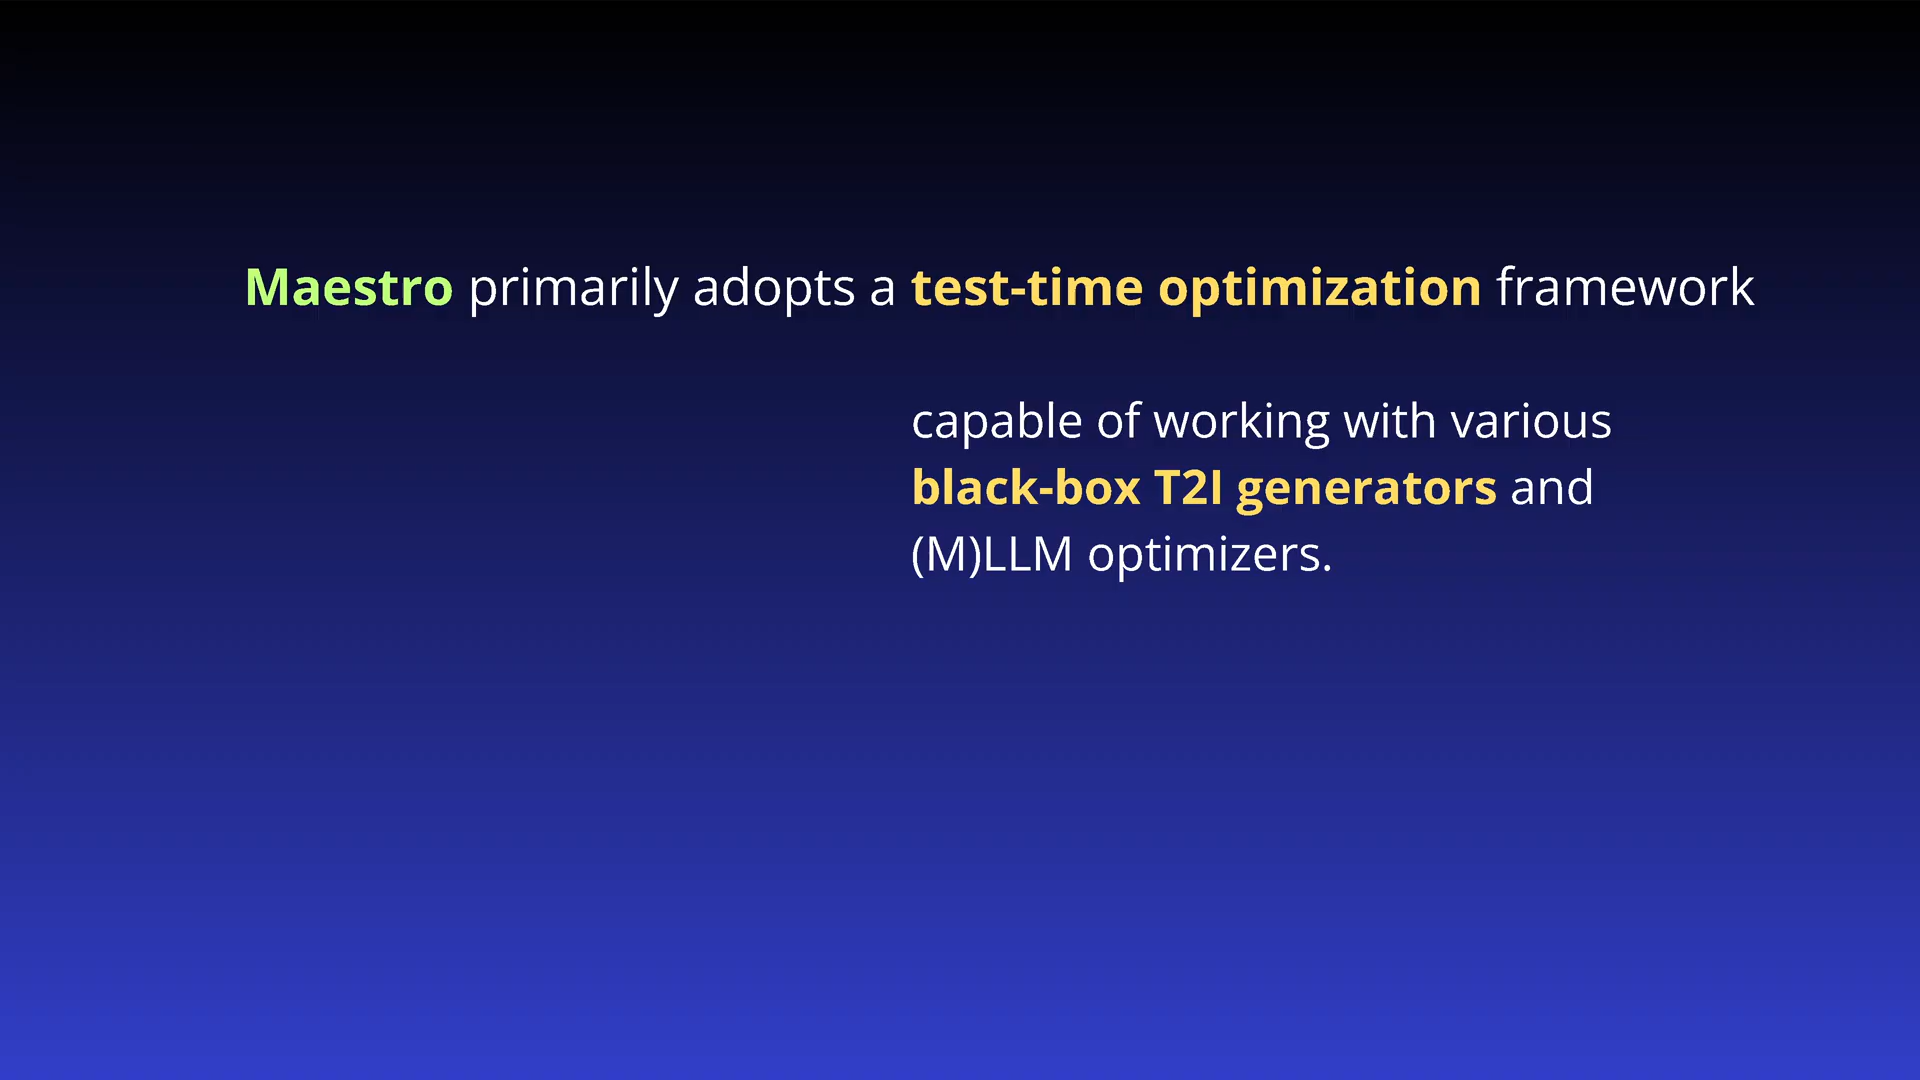 Maestro primarily adopts a test-time optimization framework
capable of working with various
black-box T2I generators and
(M)LLM optimizers.